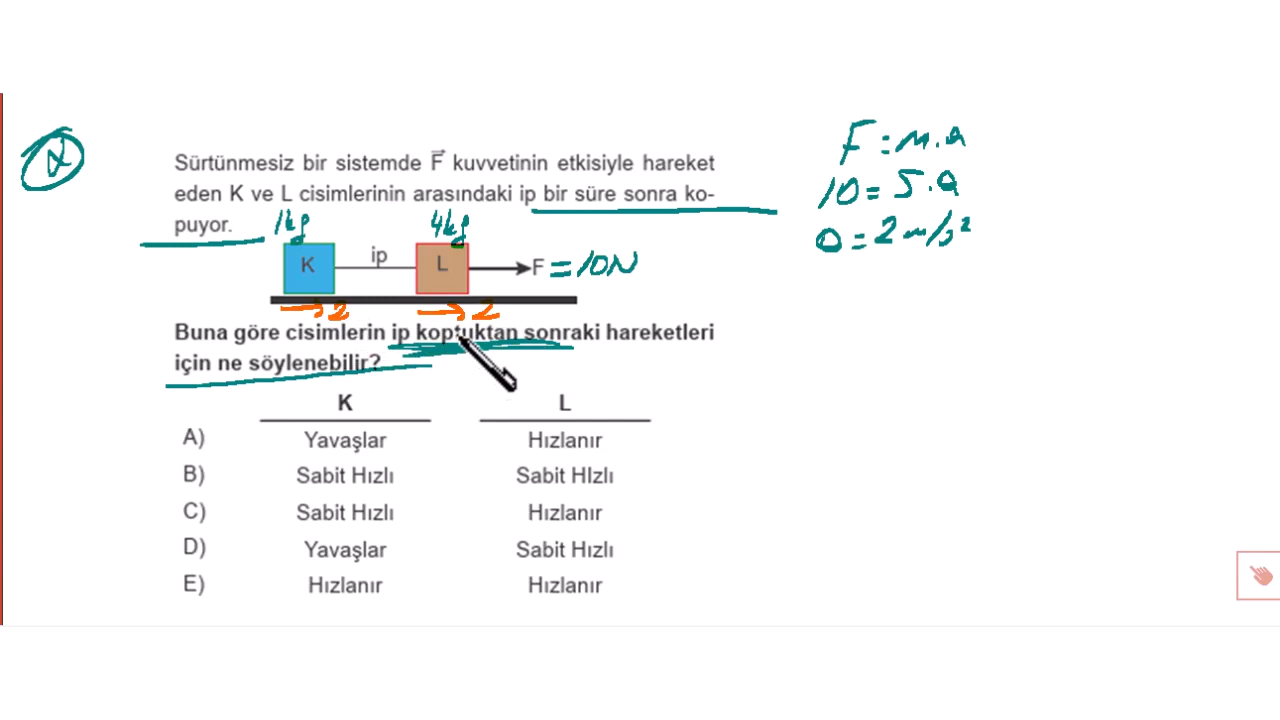 Sürtünmesiz bir sistemde F kuvvetinin etkisiyle hareket
eden K ve L cisimlerinin arasındaki ip bir süre sonra ko-
puyor.
1kg 4kg
K ip L F = 10N
2 2
Buna göre cisimlerin ip koptuktan sonraki hareketleri
için ne söylenebilir?
K L
A) Yavaşlar Hızlanır
B) Sabit Hızlı Sabit HIzlı
C) Sabit Hızlı Hızlanır
D) Yavaşlar Sabit Hızlı
E) Hızlanır Hızlanır
F = m.a
10 = 5.a
a = 2 m/s²